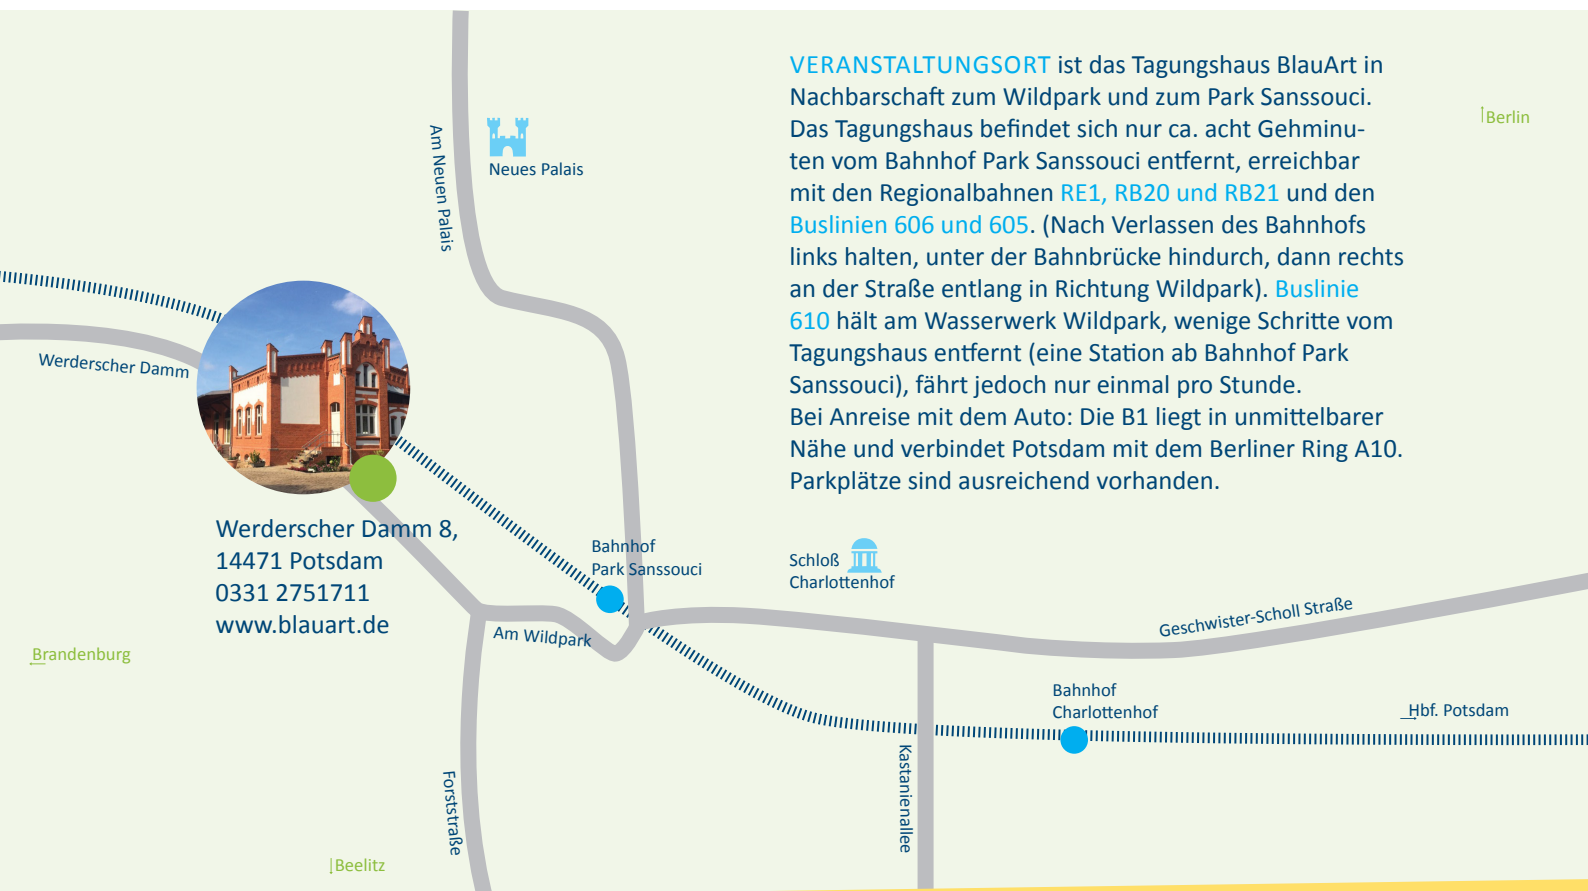 VERANSTALTUNGSORT ist das Tagungshaus BlauArt in
Nachbarschaft zum Wildpark und zum Park Sanssouci.
Das Tagungshaus befindet sich nur ca. acht Gehminu-
ten vom Bahnhof Park Sanssouci entfernt, erreichbar
mit den Regionalbahnen RE1, RB20 und RB21 und den
Buslinien 606 und 605. (Nach Verlassen des Bahnhofs
links halten, unter der Bahnbrücke hindurch, dann rechts
an der Straße entlang in Richtung Wildpark). Buslinie
610 hält am Wasserwerk Wildpark, wenige Schritte vom
Tagungshaus entfernt (eine Station ab Bahnhof Park
Sanssouci), fährt jedoch nur einmal pro Stunde.
Bei Anreise mit dem Auto: Die B1 liegt in unmittelbarer
Nähe und verbindet Potsdam mit dem Berliner Ring A10.
Parkplätze sind ausreichend vorhanden.
Berlin
Am Neuen Palais
Neues Palais
Werderscher Damm
Werderscher Damm 8,
14471 Potsdam
0331 2751711
www.blauart.de
Bahnhof
Park Sanssouci
Schloß
Charlottenhof
Am Wildpark
Geschwister-Scholl Straße
Brandenburg
Bahnhof
Charlottenhof
Hbf. Potsdam
Kastanienallee
Forststraße
Beelitz